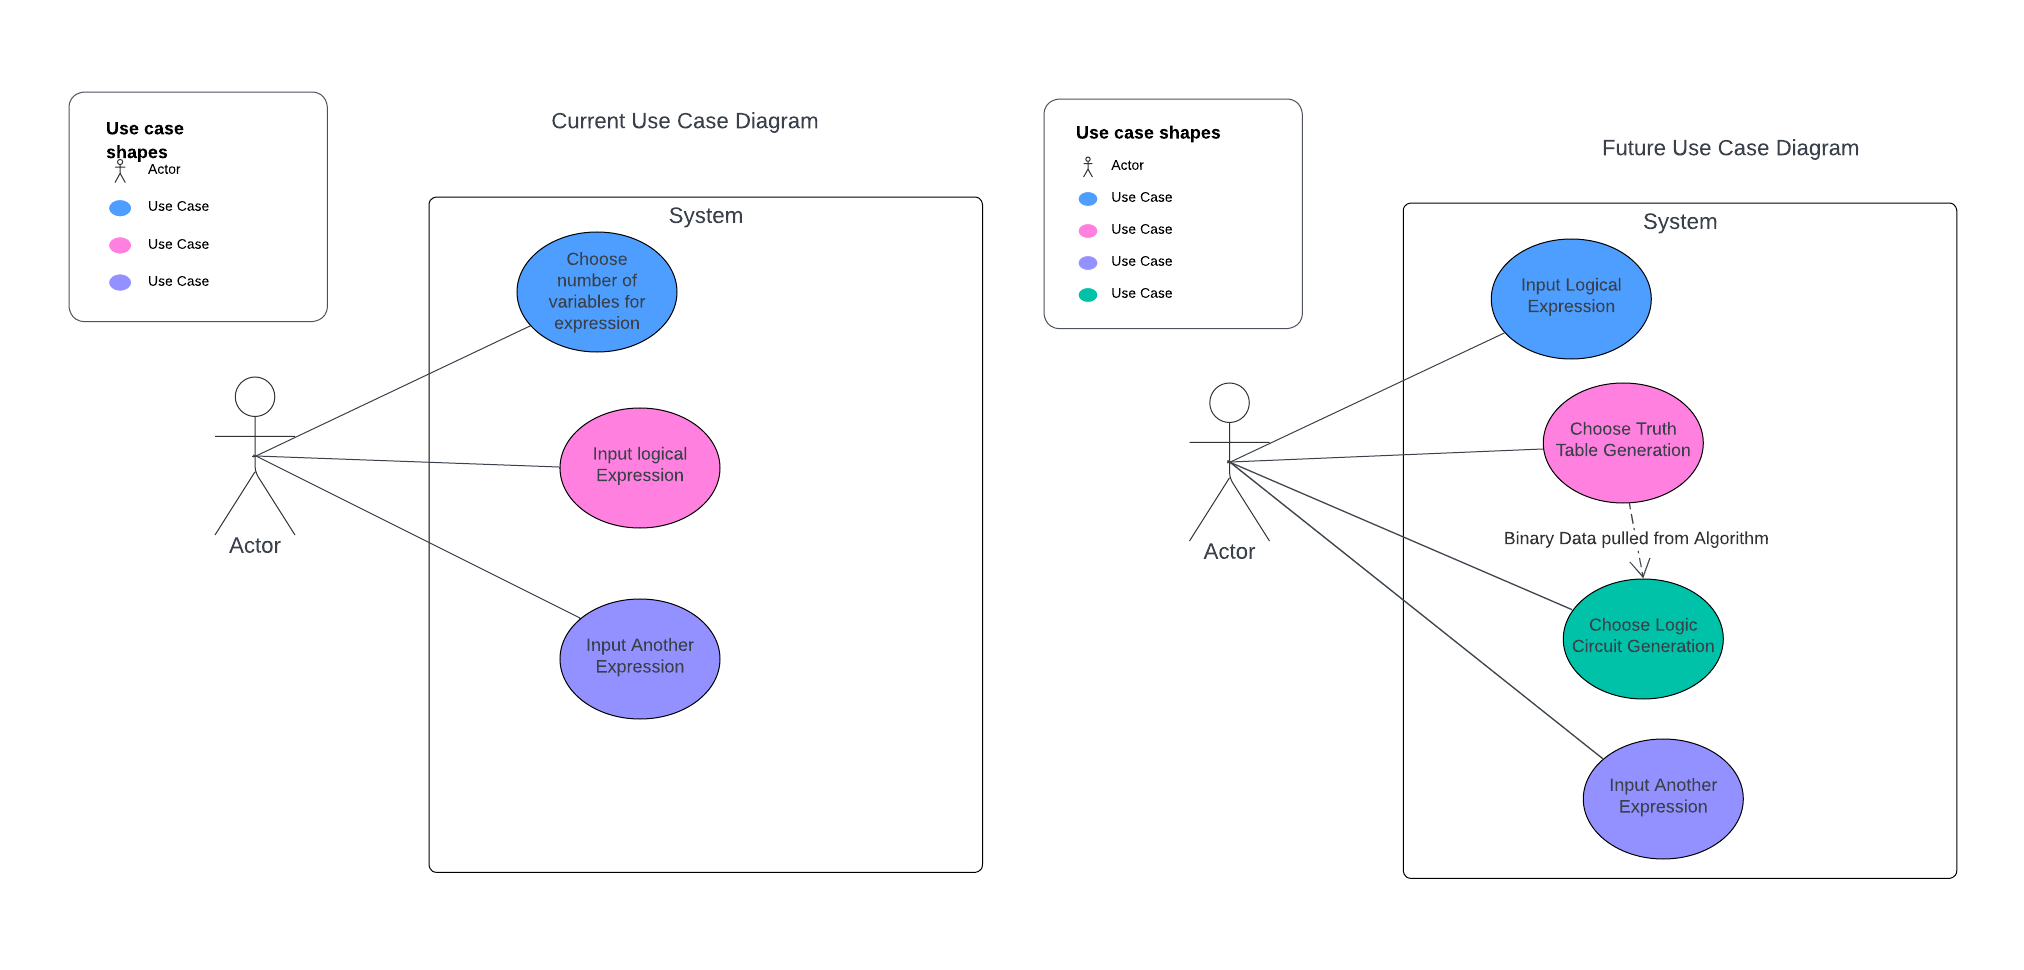 Use case
shapes
Actor
Use Case
Use Case
Use Case
Current Use Case Diagram
System
Choose
number of
variables for
expression
Input logical
Expression
Input Another
Expression
Actor
Use case shapes
Actor
Use Case
Use Case
Use Case
Use Case
Future Use Case Diagram
System
Input Logical
Expression
Choose Truth
Table Generation
Binary Data pulled from Algorithm
Choose Logic
Circuit Generation
Input Another
Expression
Actor